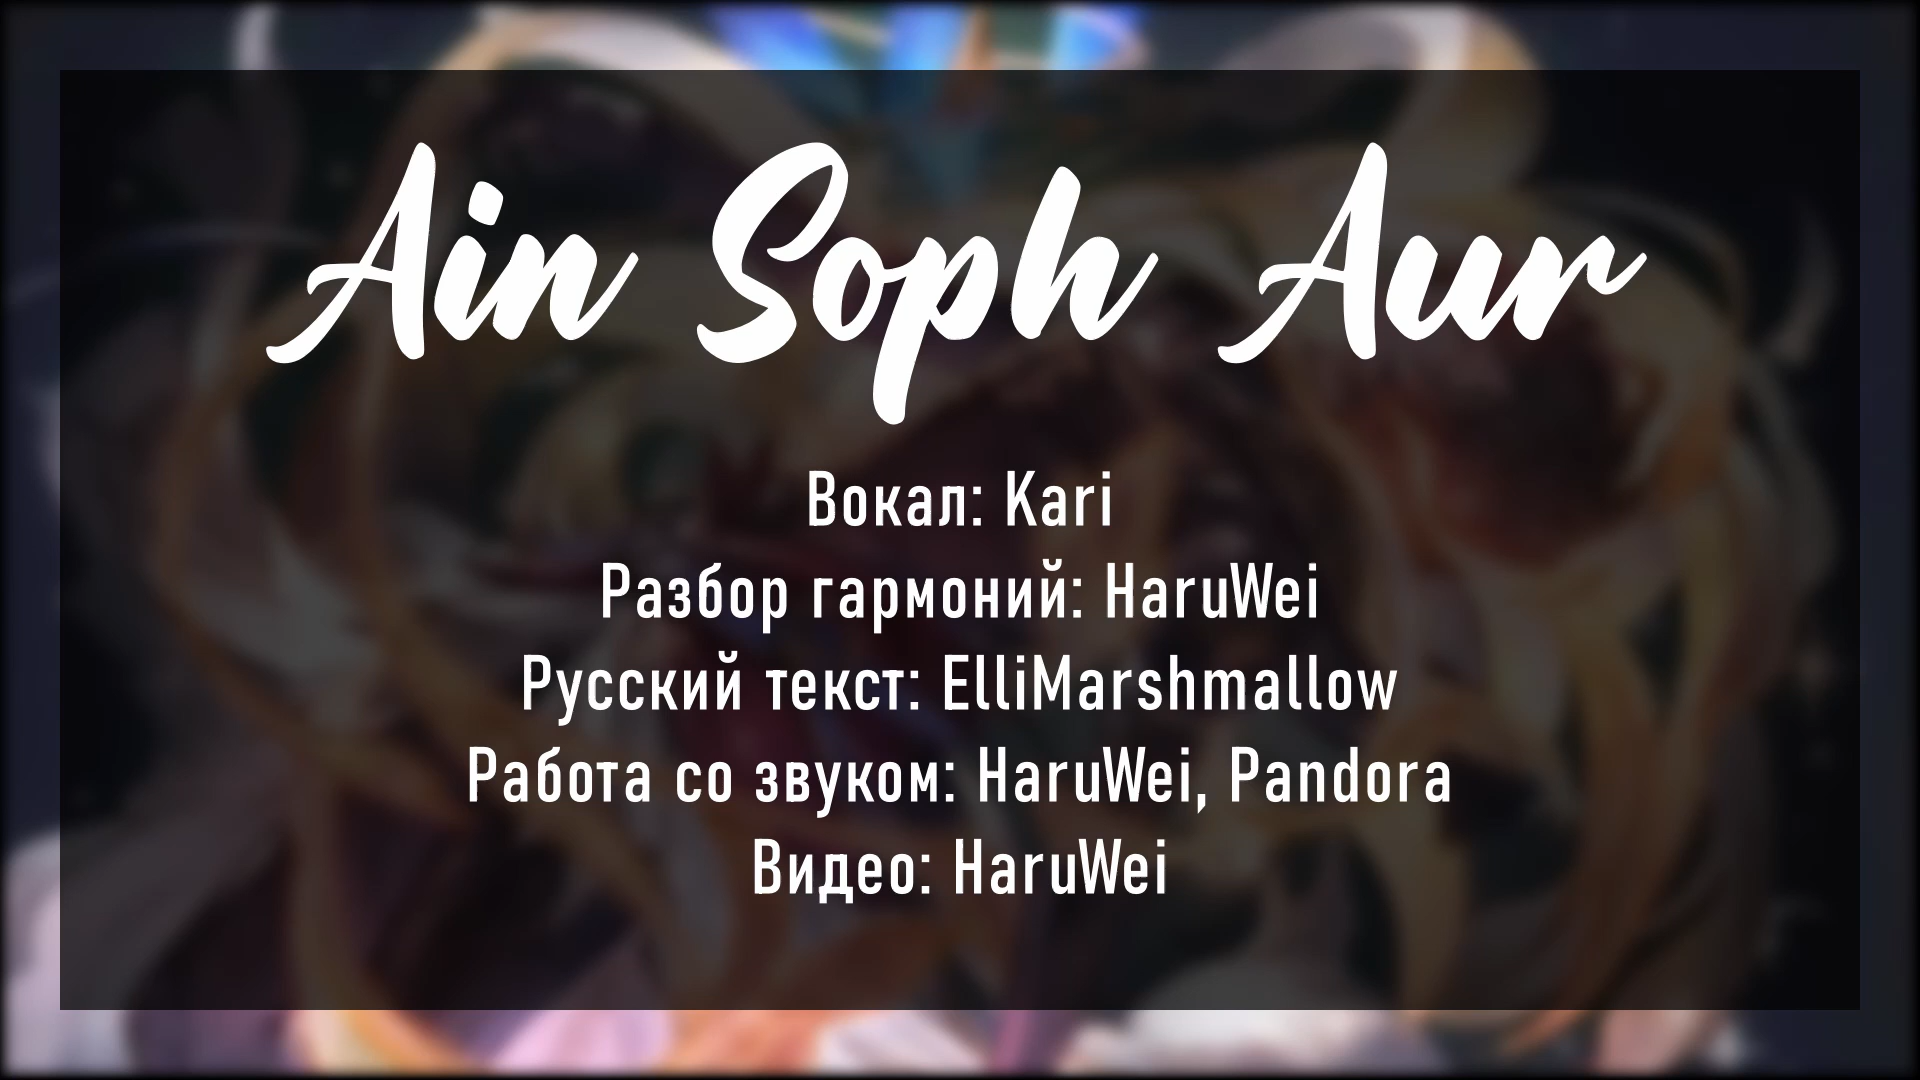 Ain Soph Aur
Вокал: Kari
Разбор гармоний: HaruWei
Русский текст: ElliMarshmallow
Работа со звуком: HaruWei, Pandora
Видео: HaruWei